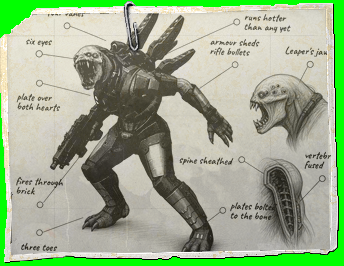 six eyes
plate over
both hearts
fires through
brick
three toes
runs hotter
than any yet
armour sheds
rifle bullets
Leaper's jaw
spine sheathed
fused
plates bolted
to the bone